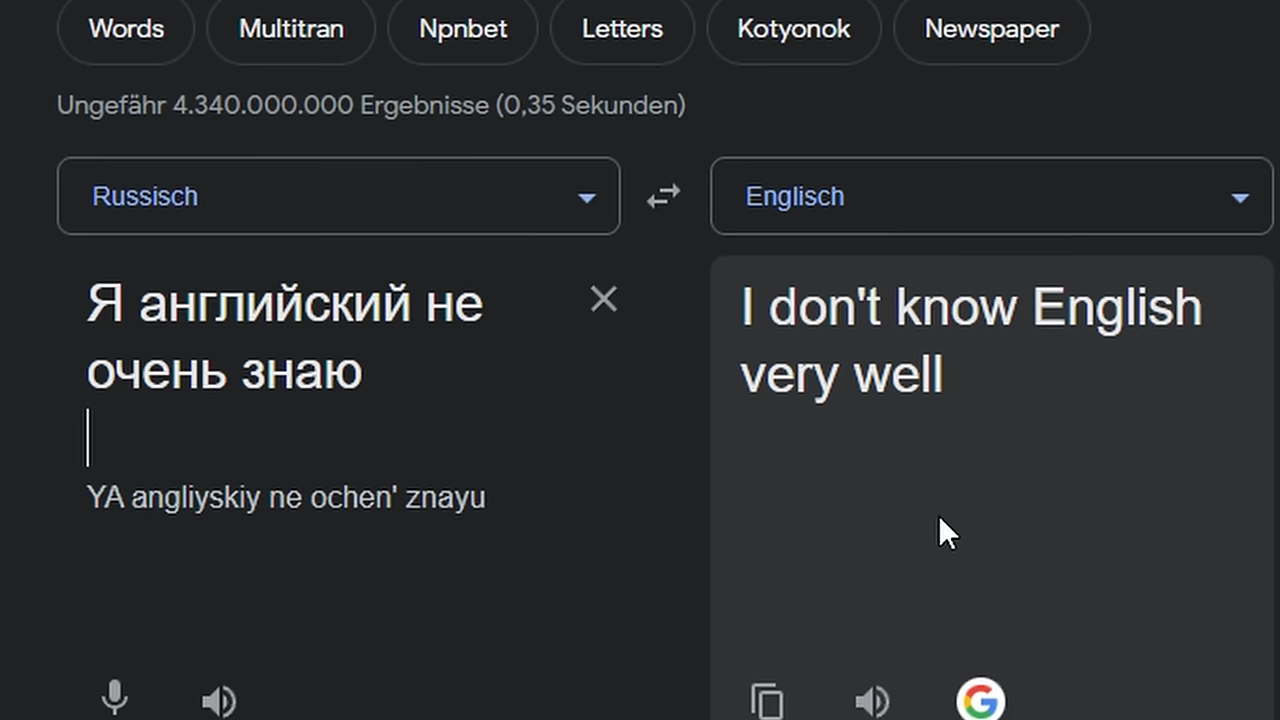 Words Multitran Npnbet Letters Kotyonok Newspaper
Ungefähr 4.340.000.000 Ergebnisse (0,35 Sekunden)
Russisch
Englisch
Я английский не
очень знаю
YA angliyskiy ne ochen' znayu
I don't know English
very well
G